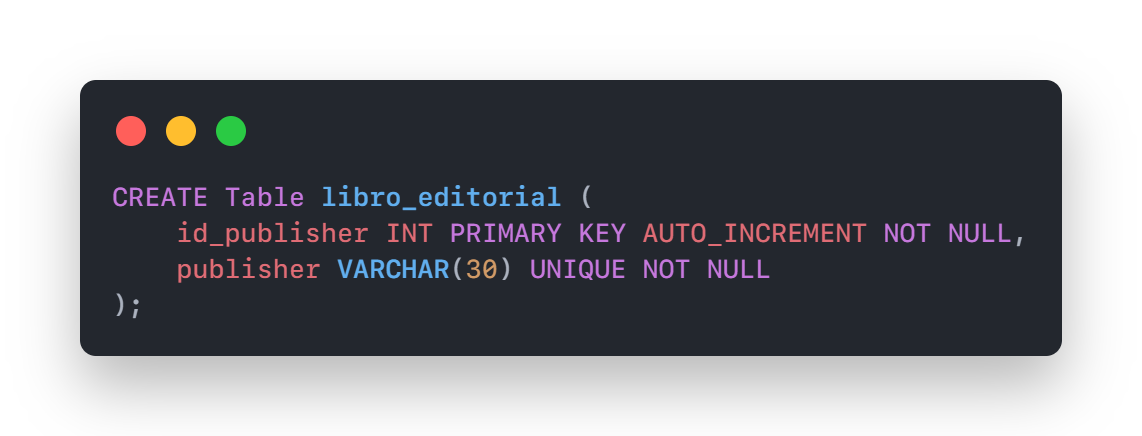 CREATE Table libro_editorial (
    id_publisher INT PRIMARY KEY AUTO_INCREMENT NOT NULL,
    publisher VARCHAR(30) UNIQUE NOT NULL
);